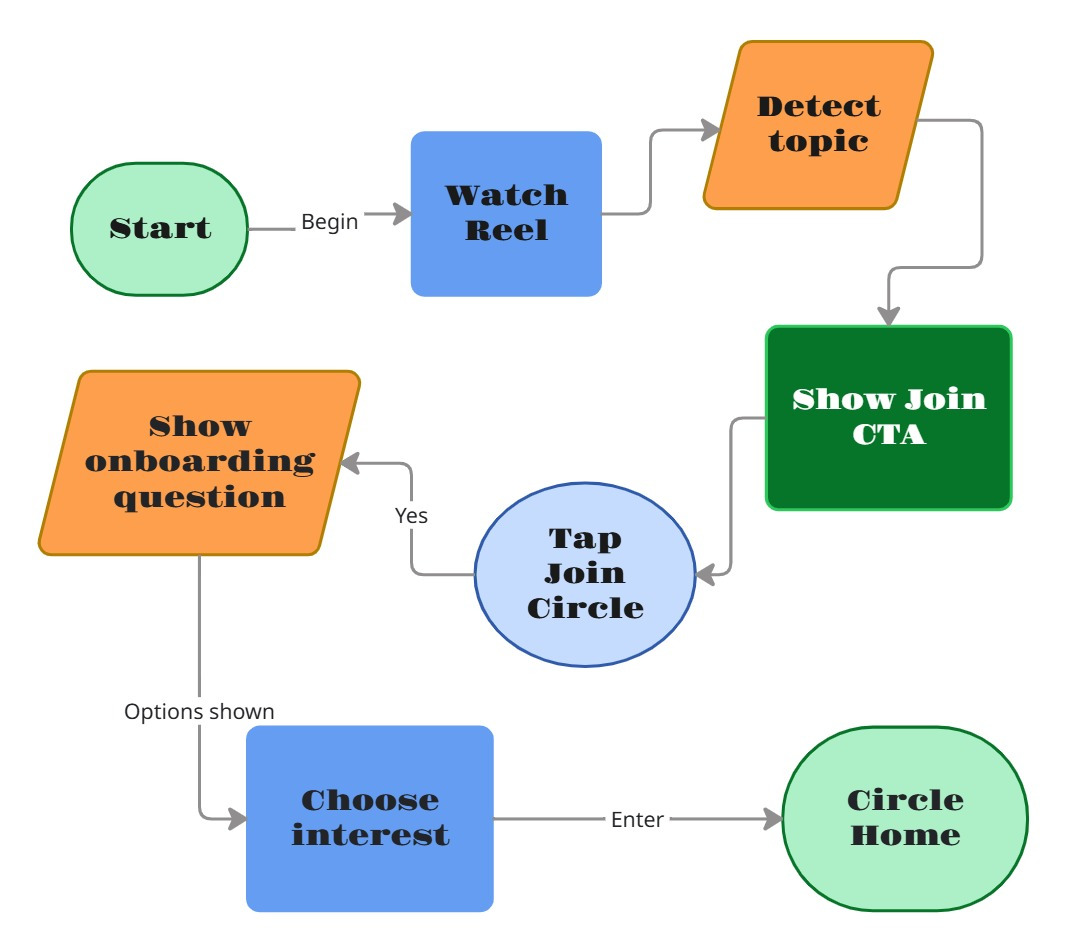 Start
Begin
Watch
Reel
Detect
topic
Show Join
CTA
Tap
Join
Circle
Yes
Show
onboarding
question
Options shown
Choose
interest
Enter
Circle
Home